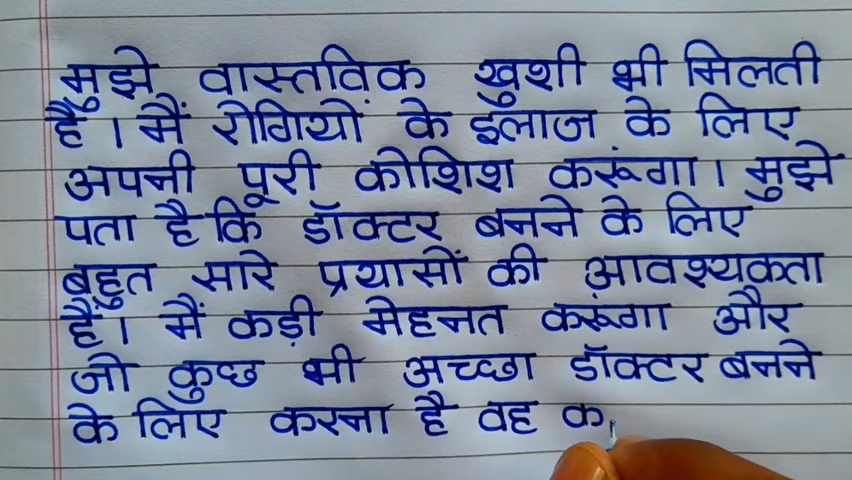 मुझे वास्तविक खुशी भी मिलती
है। मैं रोगियों के इलाज के लिए
अपनी पूरी कोशिश करूंगा। मुझे
पता है कि डॉक्टर बनने के लिए
बहुत सारे प्रयासों की आवश्यकता
हैं। मैं कड़ी मेहनत करूंगा और
जो कुछ भी अच्छा डॉक्टर बनने
के लिए करना है वह क